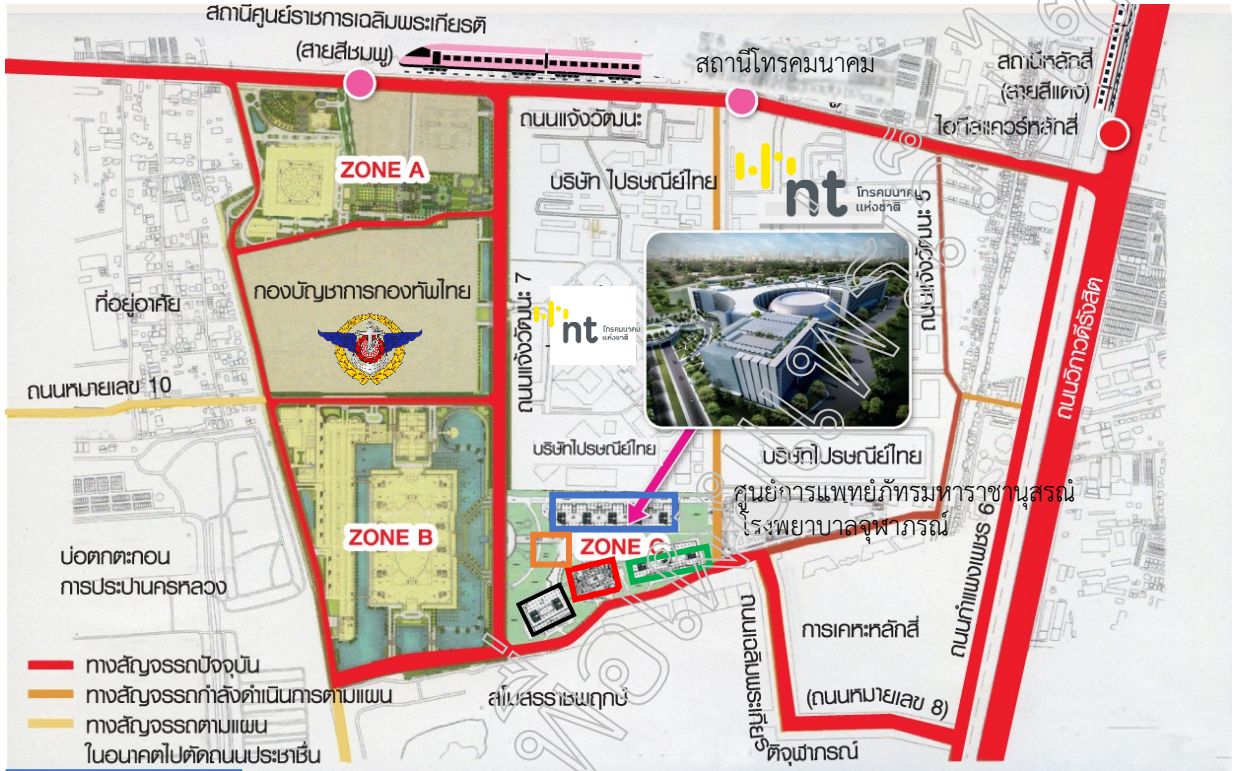 สถานีศูนย์ราชการเฉลิมพระเกียรติ
(สายสีชมพู)
สถานีโทรคมนาคม
สถานีหลักสี่
(สายสีแดง)
ไอทีสแควร์หลักสี่
ถนนแจ้งวัฒนะ
ZONE A
บริษัท ไปรษณีย์ไทย
nt โทรคมนาคม
แห่งชาติ
ถนนแจ้งวัฒนะ 5
ที่อยู่อาศัย
กองบัญชาการกองทัพไทย
ถนนแจ้งวัฒนะ 7
nt โทรคมนาคม
แห่งชาติ
ถนนวิภาวดีรังสิต
ถนนหมายเลข 10
บริษัทไปรษณีย์ไทย
บริษัทไปรษณีย์ไทย
ศูนย์การแพทย์ภัทรมหาราชานุสรณ์
โรงพยาบาลจุฬาภรณ์
ZONE B
ZONE C
บ่อตกตะกอน
การประปานครหลวง
ถนนกำแพงเพชร 6
การเคหะหลักสี่
(ถนนหมายเลข 8)
ถนนเฉลิมพระเกียรติจุฬาภรณ์
สโมสรราชพฤกษ์
ทางสัญจรรถปัจจุบัน
ทางสัญจรรถกำลังดำเนินการตามแผน
ทางสัญจรรถตามแผน
ในอนาคตไปตัดถนนประชาชื่น